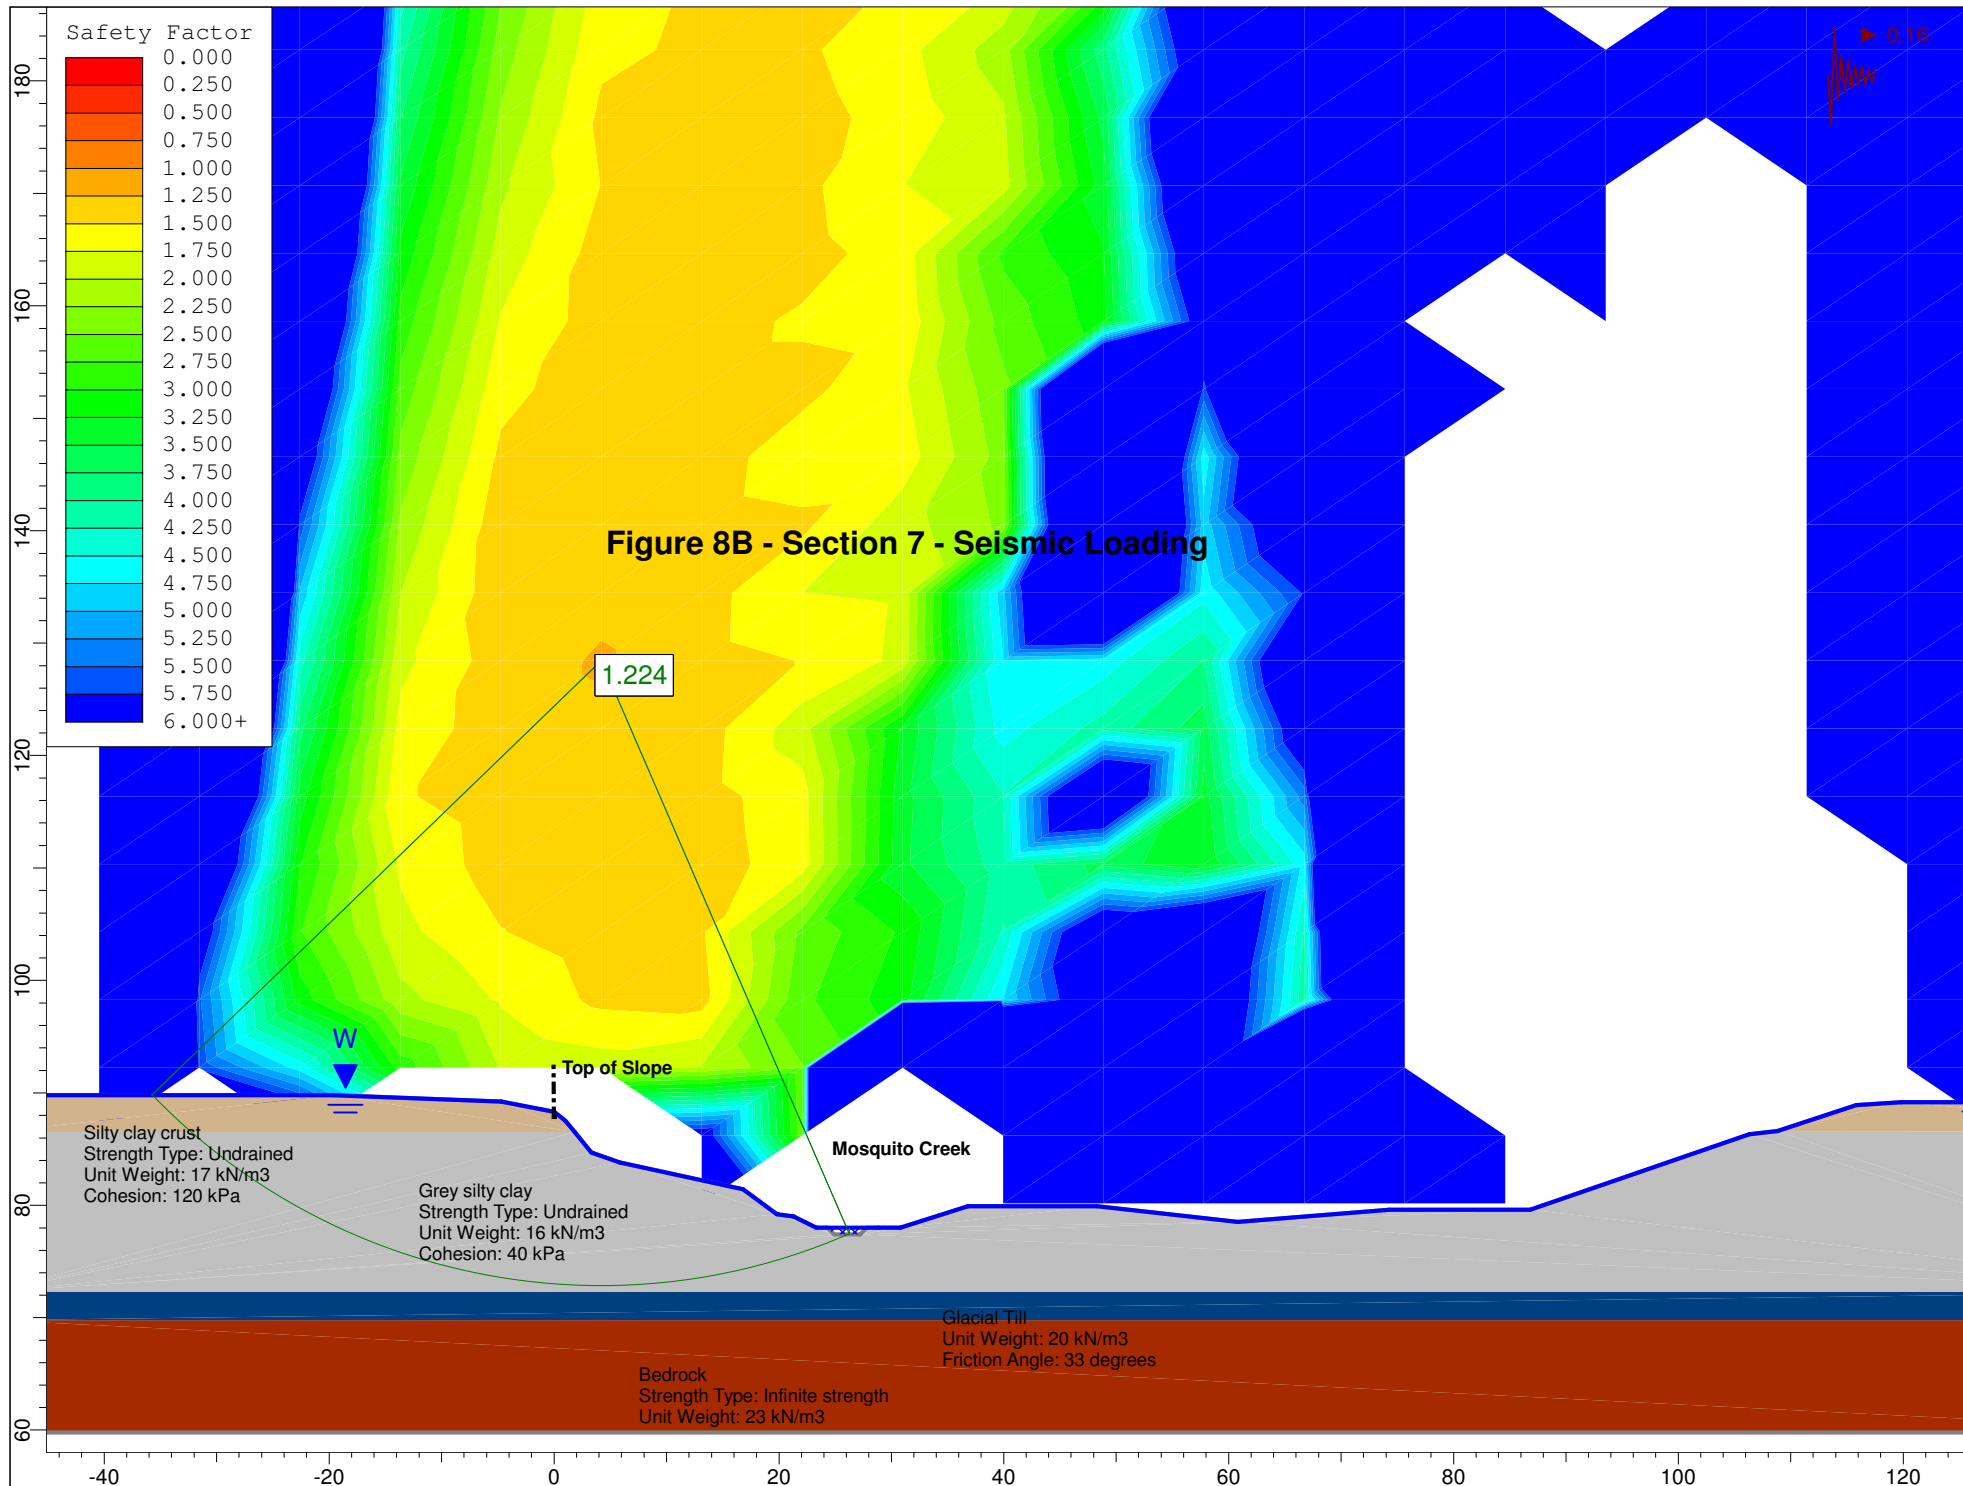 Safety Factor
0.000
0.250
0.500
0.750
1.000
1.250
1.500
1.750
2.000
2.250
2.500
2.750
3.000
3.250
3.500
3.750
4.000
4.250
4.500
4.750
5.000
5.250
5.500
5.750
6.000+
0.16
180
160
140
120
100
80
60
Figure 8B - Section 7 - Seismic Loading
1.224
W
Top of Slope
Mosquito Creek
Silty clay crust
Strength Type: Undrained
Unit Weight: 17 kN/m3
Cohesion: 120 kPa
Grey silty clay
Strength Type: Undrained
Unit Weight: 16 kN/m3
Cohesion: 40 kPa
Glacial Till
Unit Weight: 20 kN/m3
Friction Angle: 33 degrees
Bedrock
Strength Type: Infinite strength
Unit Weight: 23 kN/m3
-40 -20 0 20 40 60 80 100 120